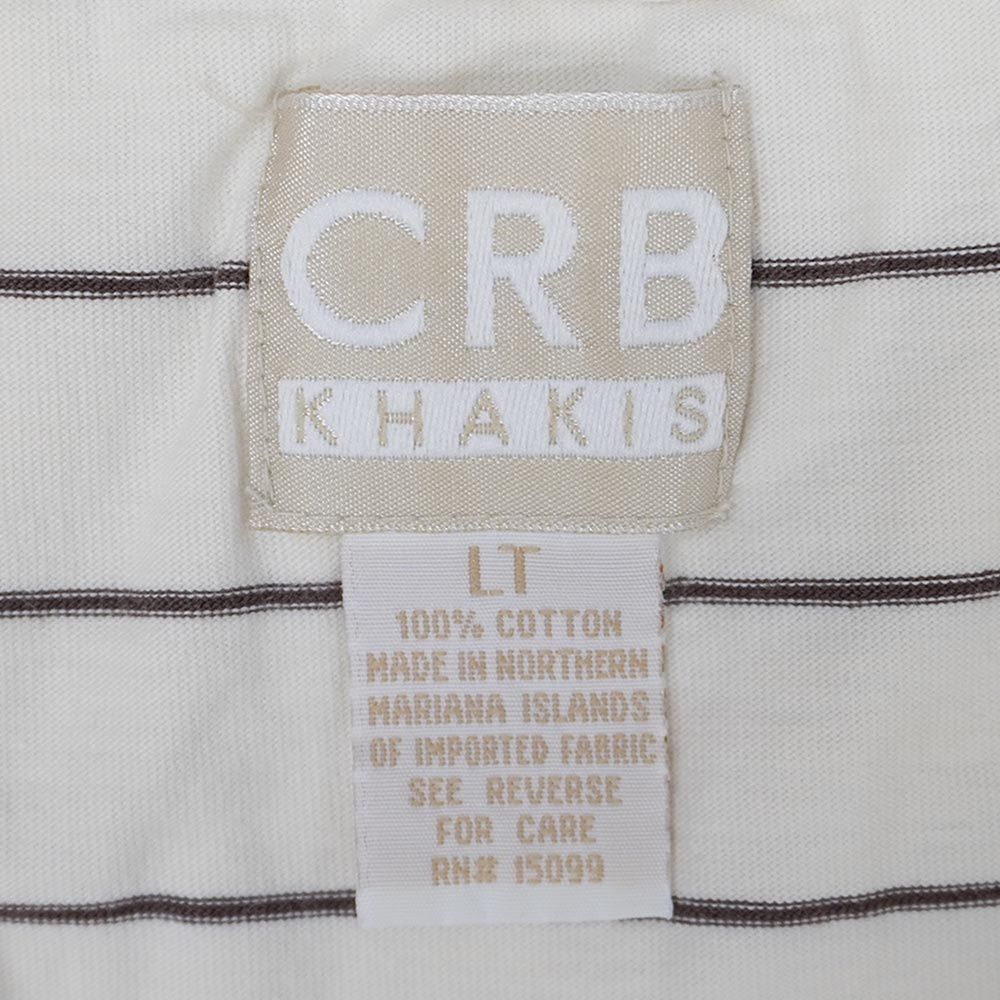 CRB
KHAKIS
LT
100% COTTON
MADE IN NORTHERN
MARIANA ISLANDS
OF IMPORTED FABRIC
SEE REVERSE
FOR CARE
RN# 15099